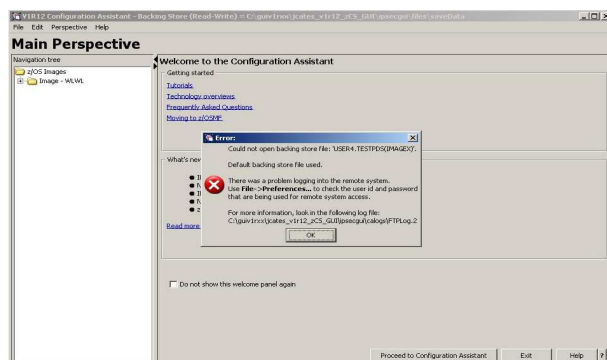 V1R12 Configuration Assistant - Backing Store (Read-Write) = C:\guiv1rxx\jcates_v1r12_zCS_GUI\ipsecgui\files\saveData
File Edit Perspective Help
Main Perspective
Navigation tree
z/OS Images
Image - WLWL
Welcome to the Configuration Assistant
Getting started
Tutorials
Technology overviews
Frequently Asked Questions
Moving to z/OSMF
What's new
Read more
Error:
Could not open backing store file: 'USER4.TESTPDS(IMAGEX)'.
Default backing store file used.
There was a problem logging into the remote system.
Use File->Preferences... to check the user id and password
that are being used for remote system access.
For more information, look in the following log file:
C:\guiv1rxx\jcates_v1r12_zCS_GUI\ipsecgui\calogs\FTPLog.2
OK
Do not show this welcome panel again
Proceed to Configuration Assistant Exit Help ?